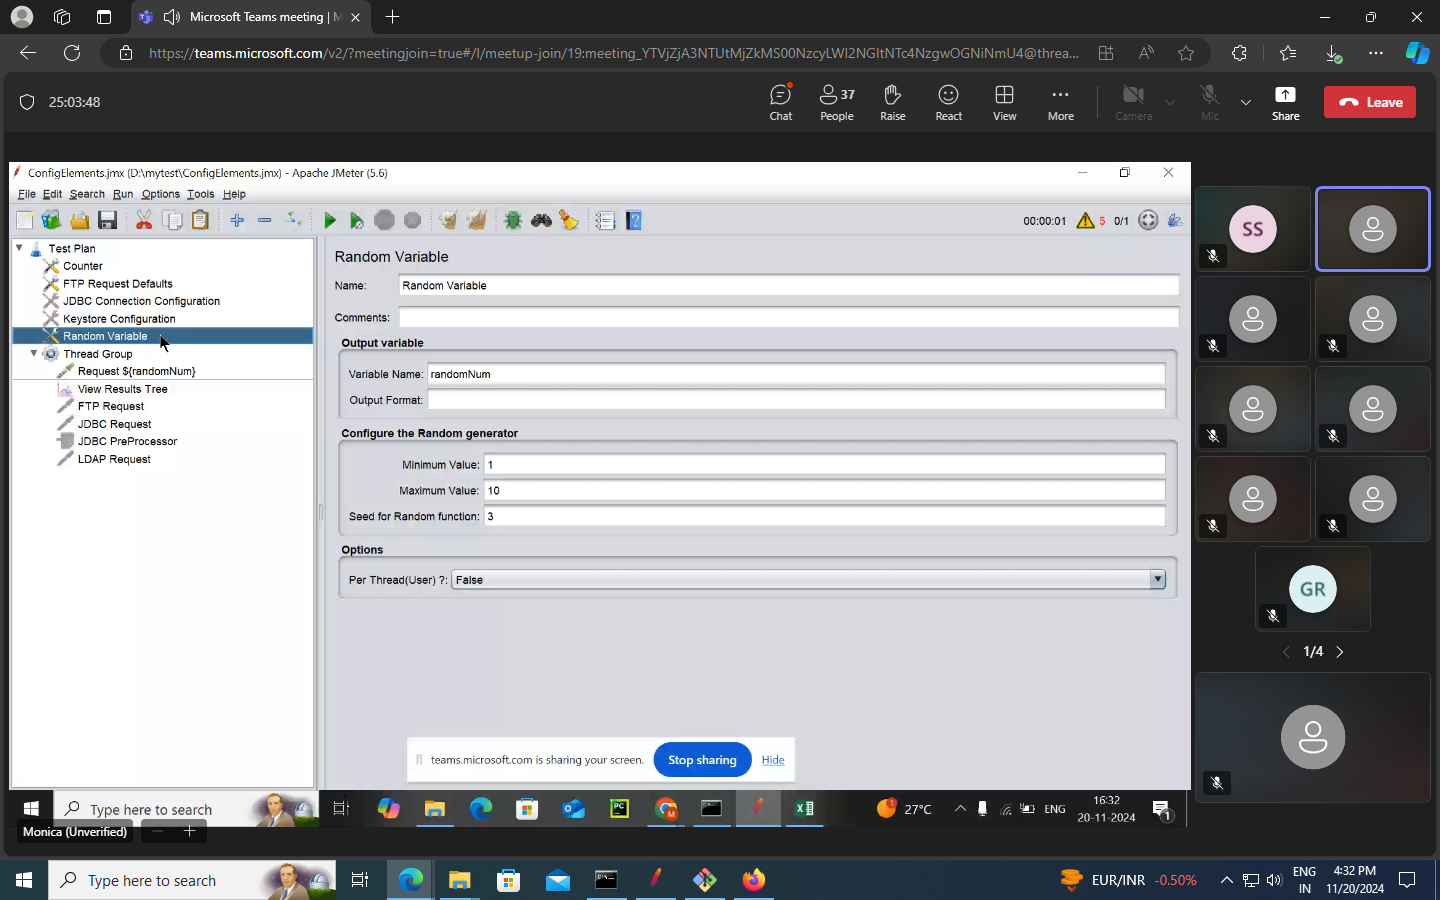 Microsoft Teams meeting | M
https://teams.microsoft.com/v2/?meetingjoin=true#/l/meetup-join/19:meeting_YTVjZjA3NTUtMjZkMS00NzcyLWI2NGItNTc4NzgwOGNiNmU4@threa...
25:03:48
Chat
37
People
Raise
React
View
More
Camera
Mic
Share
Leave
ConfigElements.jmx (D:\mytest\ConfigElements.jmx) - Apache JMeter (5.6)
File Edit Search Run Options Tools Help
00:00:01 5 0/1
Test Plan
Counter
FTP Request Defaults
JDBC Connection Configuration
Keystore Configuration
Random Variable
Thread Group
Request ${randomNum}
View Results Tree
FTP Request
JDBC Request
JDBC PreProcessor
LDAP Request
Random Variable
Name: Random Variable
Comments:
Output variable
Variable Name: randomNum
Output Format:
Configure the Random generator
Minimum Value: 1
Maximum Value: 10
Seed for Random function: 3
Options
Per Thread(User) ?: False
teams.microsoft.com is sharing your screen. Stop sharing Hide
SS
GR
1/4
Type here to search
PC
M
27°C
ENG
16:32
20-11-2024
1
Monica (Unverified)
Type here to search
EUR/INR -0.50%
ENG
IN
4:32 PM
11/20/2024